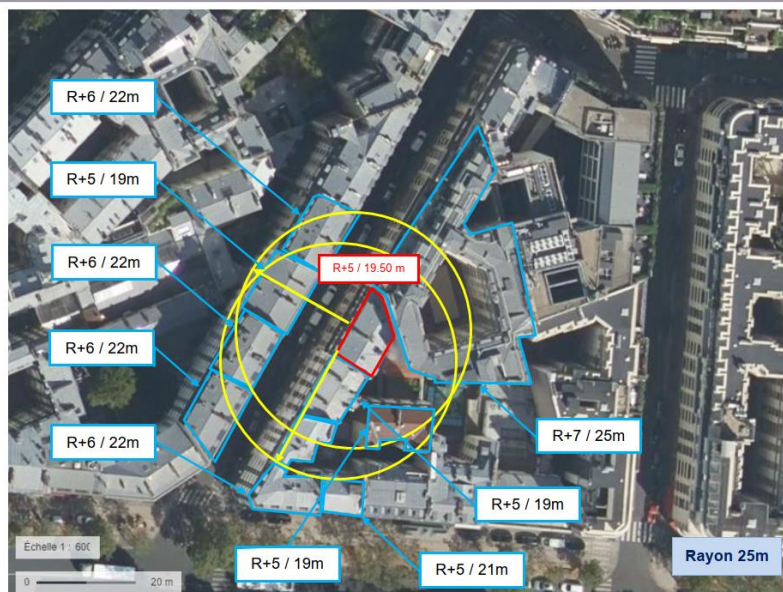 R+6 / 22m
R+5 / 19m
R+6 / 22m
R+6 / 22m
R+6 / 22m
R+5 / 19.50 m
R+7 / 25m
R+5 / 19m
R+5 / 19m
R+5 / 21m
Rayon 25m
Échelle 1 : 600
0 20 m